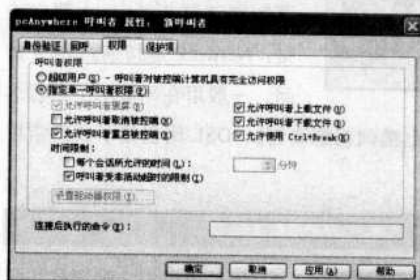 pcAnywhere 呼叫者 属性: 新呼叫者
身份验证 回呼 权限 保护项
呼叫者权限
超级用户(U) - 呼叫者对被控端计算机具有完全访问权限
指定单一呼叫者权限(P)
允许呼叫者黑屏 允许呼叫者上载文件(U)
允许呼叫者取消被控端 允许呼叫者下载文件(D)
允许呼叫者重启被控端 允许使用 Ctrl+Break(B)
时间限制:
每个会话所允许的时间(L): 分钟
呼叫者受非活动超时的限制(I)
设置驱动器权限
连接后执行的命令
确定 取消 应用(A) 帮助